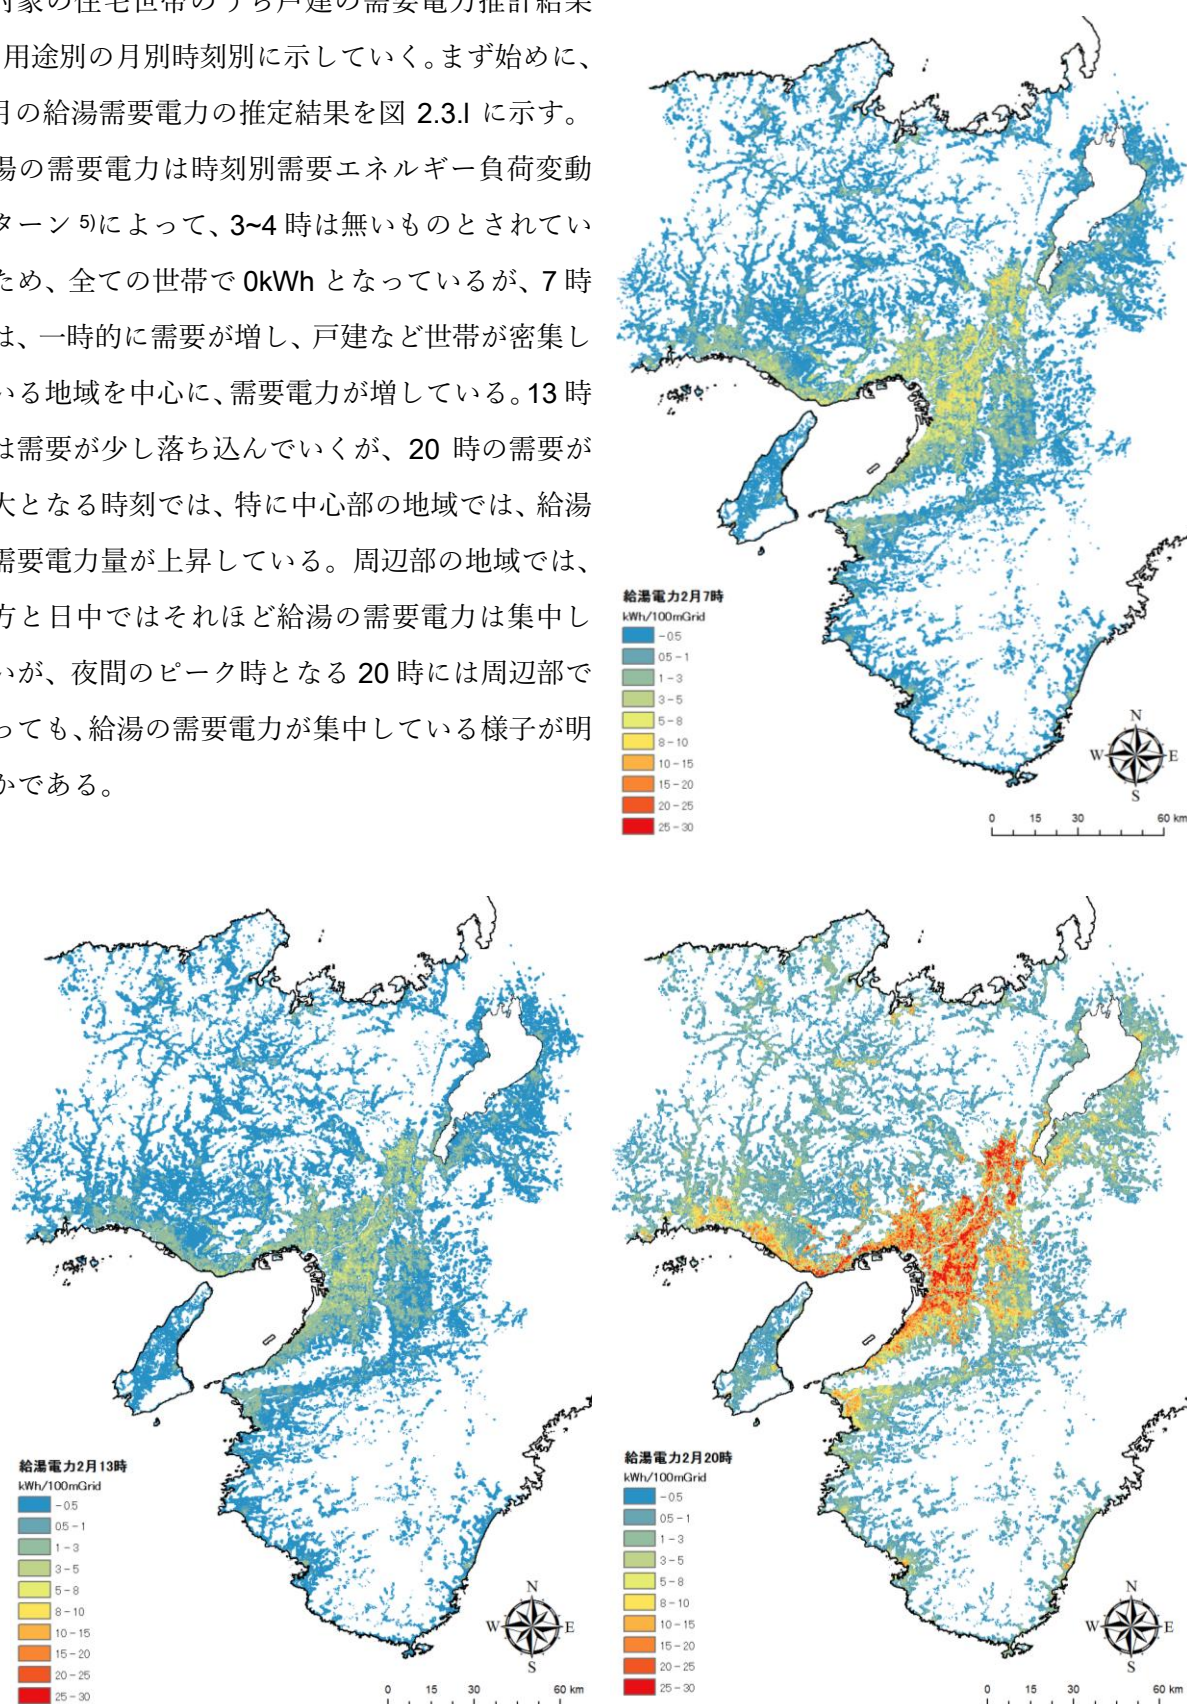 対象の住宅世帯のうち戸建の需要電力推計結果
用途別の月別時刻別に示していく。まず始めに、
月の給湯需要電力の推定結果を図 2.3.I に示す。
湯の需要電力は時刻別需要エネルギー負荷変動
ターン 5)によって、3~4 時は無いものとされてい
ため、全ての世帯で 0kWh となっているが、7 時
は、一時的に需要が増し、戸建など世帯が密集し
いる地域を中心に、需要電力が増している。13 時
は需要が少し落ち込んでいくが、20 時の需要が
大となる時刻では、特に中心部の地域では、給湯
需要電力量が上昇している。周辺部の地域では、
方と日中ではそれほど給湯の需要電力は集中し
いが、夜間のピーク時となる 20 時には周辺部で
っても、給湯の需要電力が集中している様子が明
かである。
給湯電力2月7時
kWh/100mGrid
- 05
05 - 1
1 - 3
3 - 5
5 - 8
8 - 10
10 - 15
15 - 20
20 - 25
25 - 30
N
W E
S
0 15 30 60 km
給湯電力2月13時
kWh/100mGrid
- 05
05 - 1
1 - 3
3 - 5
5 - 8
8 - 10
10 - 15
15 - 20
20 - 25
25 - 30
N
W E
S
0 15 30 60 km
給湯電力2月20時
kWh/100mGrid
- 05
05 - 1
1 - 3
3 - 5
5 - 8
8 - 10
10 - 15
15 - 20
20 - 25
25 - 30
N
W E
S
0 15 30 60 km